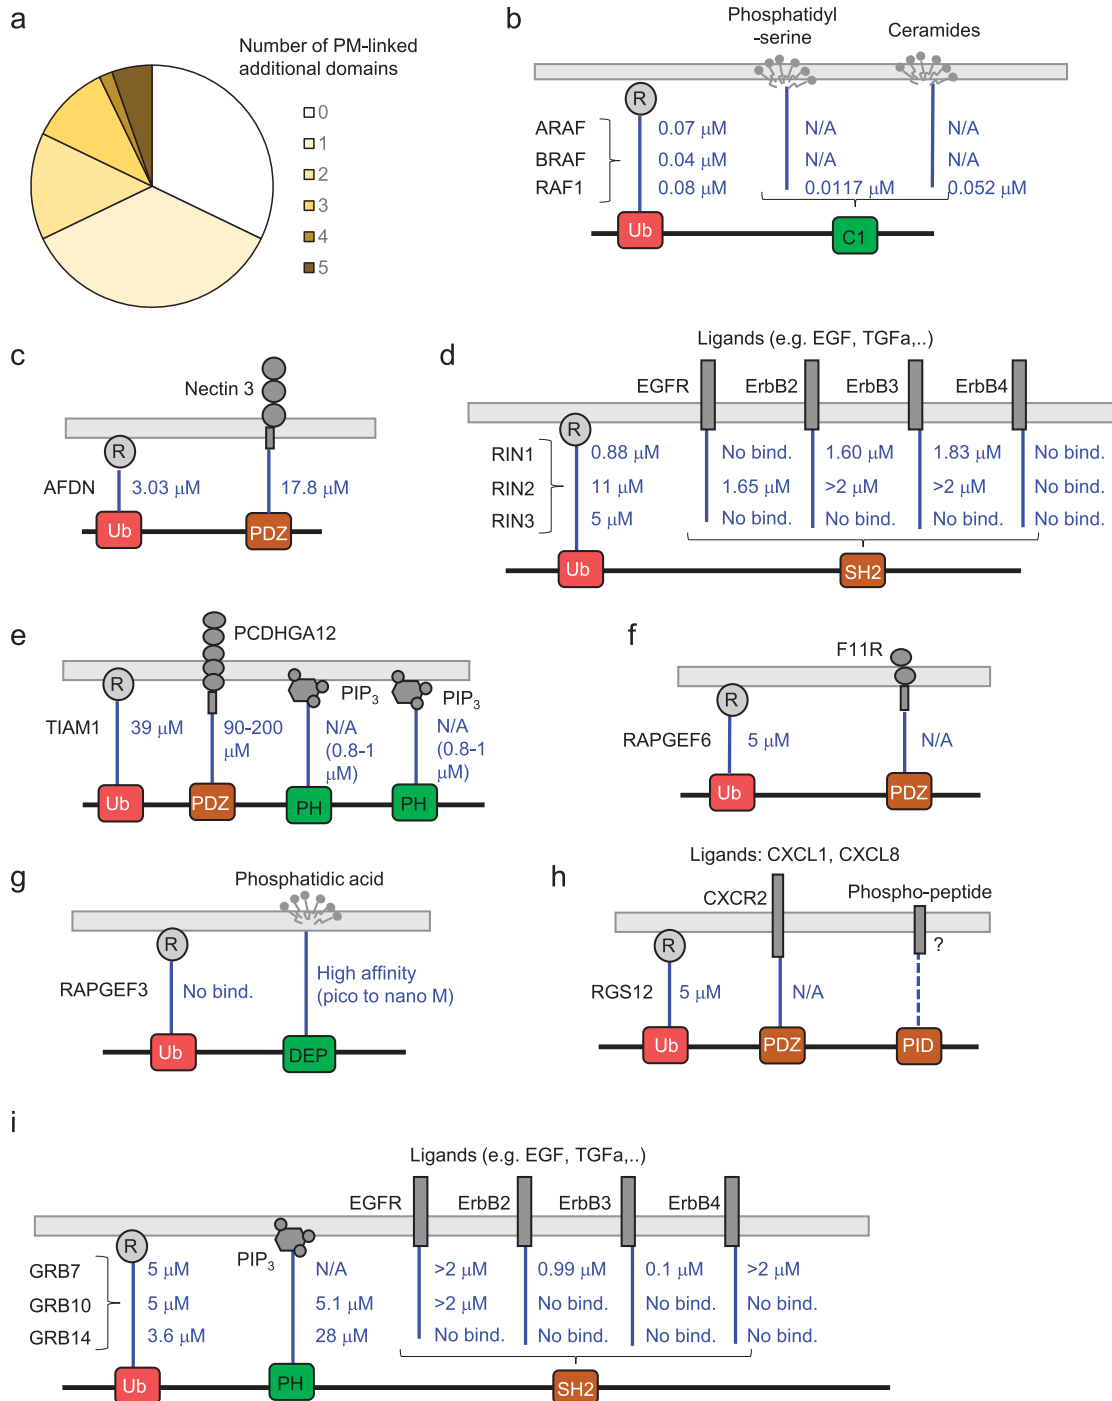 a
Number of PM-linked
additional domains
0
1
2
3
4
5
b
Phosphatidyl
-serine
Ceramides
R
ARAF 0.07 µM N/A N/A
BRAF 0.04 µM N/A N/A
RAF1 0.08 µM 0.0117µM 0.052 µM
Ub C1
c
Nectin 3
R
AFDN 3.03 µM 17.8 µM
Ub PDZ
d
Ligands (e.g. EGF, TGFa,..)
EGFR ErbB2 ErbB3 ErbB4
R
RIN1 0.88 µM No bind. 1.60 µM 1.83 µM No bind.
RIN2 11 µM 1.65 µM >2 µM >2 µM No bind.
RIN3 5 µM No bind. No bind. No bind. No bind.
Ub SH2
e
PCDHGA12
R PIP3 PIP3
TIAM1 39 µM 90-200 N/A N/A
µM (0.8-1 (0.8-1
µM) µM)
Ub PDZ PH PH
f
F11R
R
RAPGEF6 5 µM N/A
Ub PDZ
g
Phosphatidic acid
R
RAPGEF3 No bind. High affinity
(pico to nano M)
Ub DEP
h
Ligands: CXCL1, CXCL8
CXCR2 Phospho-peptide
R ?
RGS12 5 µM N/A
Ub PDZ PID
i
Ligands (e.g. EGF, TGFa,..)
EGFR ErbB2 ErbB3 ErbB4
R PIP3
GRB7 5 µM N/A >2 µM 0.99 µM 0.1 µM >2 µM
GRB10 5 µM 5.1 µM >2 µM No bind. No bind. No bind.
GRB14 3.6 µM 28 µM No bind. No bind. No bind. No bind.
Ub PH SH2